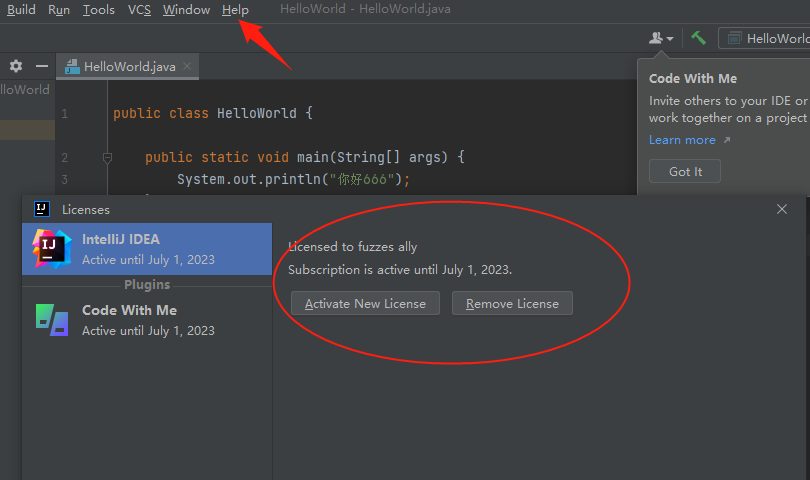 Build Run Tools VCS Window Help HelloWorld - HelloWorld.java
HelloWorld
HelloWorld.java
lloWorld
Code With Me
Invite others to your IDE or
work together on a project
Learn more
Got It
1 public class HelloWorld {
2 public static void main(String[] args) {
3 System.out.println("你好666");
IJ Licenses
IJ
IntelliJ IDEA
Active until July 1, 2023
Plugins
Code With Me
Active until July 1, 2023
Licensed to fuzzes ally
Subscription is active until July 1, 2023.
Activate New License Remove License